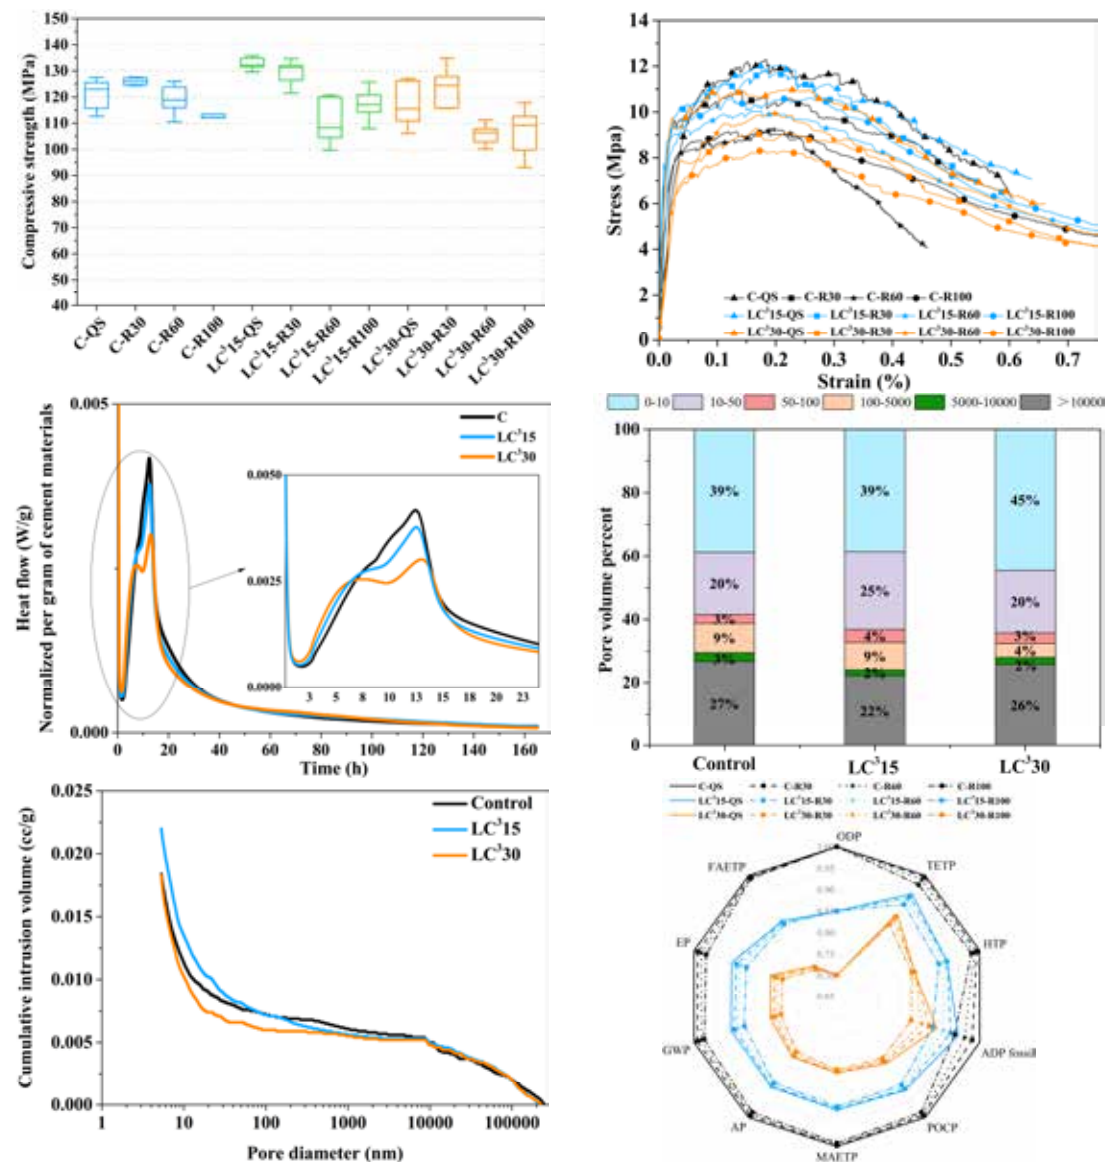 Compressive strength (MPa)
150
140
130
120
110
100
90
80
70
60
50
40
C-QS
C-R30
C-R60
C-R100
LC³15-QS
LC³15-R30
LC³15-R60
LC³15-R100
LC³30-QS
LC³30-R30
LC³30-R60
LC³30-R100
Stress (Mpa)
14
12
10
8
6
4
2
0
C-QS C-R30 C-R60 C-R100
LC³15-QS LC³15-R30 LC³15-R60 LC³15-R100
LC³30-QS LC³30-R30 LC³30-R60 LC³30-R100
0.0 0.1 0.2 0.3 0.4 0.5 0.6 0.7
Strain (%)
Heat flow (W/g)
Normalized per gram of cement materials
0.005
0.000
C
LC³15
LC³30
0.0050
0.0025
0.0000
3 5 8 10 13 15 18 20 23
0 20 40 60 80 100 120 140 160
Time (h)
0-10 10-50 50-100 100-5000 5000-10000 >10000
Pore volume percent
100
80
60
40
20
0
39% 39% 45%
20% 25% 20%
3% 4% 3%
9% 9% 4%
3% 2% 2%
27% 22% 26%
Control LC³15 LC³30
Cumulative intrusion volume (cc/g)
0.025
0.020
0.015
0.010
0.005
0.000
Control
LC³15
LC³30
1 10 100 1000 10000 100000
Pore diameter (nm)
C-QS C-R30 C-R60 C-R100
LC³15-QS LC³15-R30 LC³15-R60 LC³15-R100
LC³30-QS LC³30-R30 LC³30-R60 LC³30-R100
ODP
TETP
HTP
ADP fossil
POCP
MAETP
AP
GWP
EP
FAETP
0.95
0.90
0.80
0.75
0.65